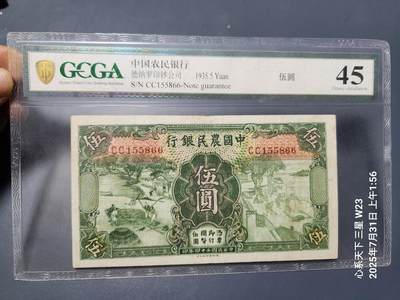 GCGA
中国农民银行
德纳罗印钞公司 1935 5 Yuan
S/N CC155866-Note guarantee
伍圆
45
行銀民農國中
CC155866
CC155866
伍
伍
伍圓
伍
伍
心系天下 三星 W23
2025年7月31日 上午1:56